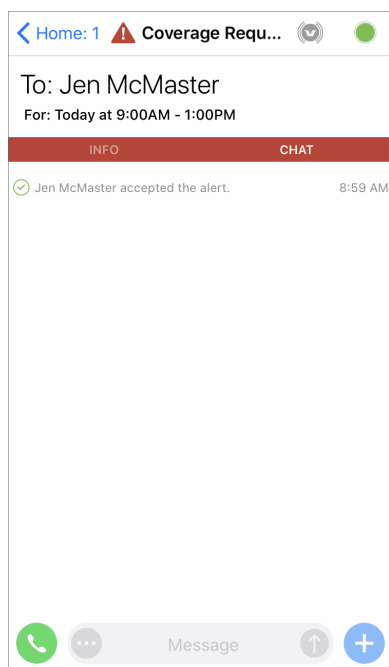 Home: 1 Coverage Requ...
To: Jen McMaster
For: Today at 9:00AM - 1:00PM
INFO CHAT
Jen McMaster accepted the alert. 8:59 AM
Message